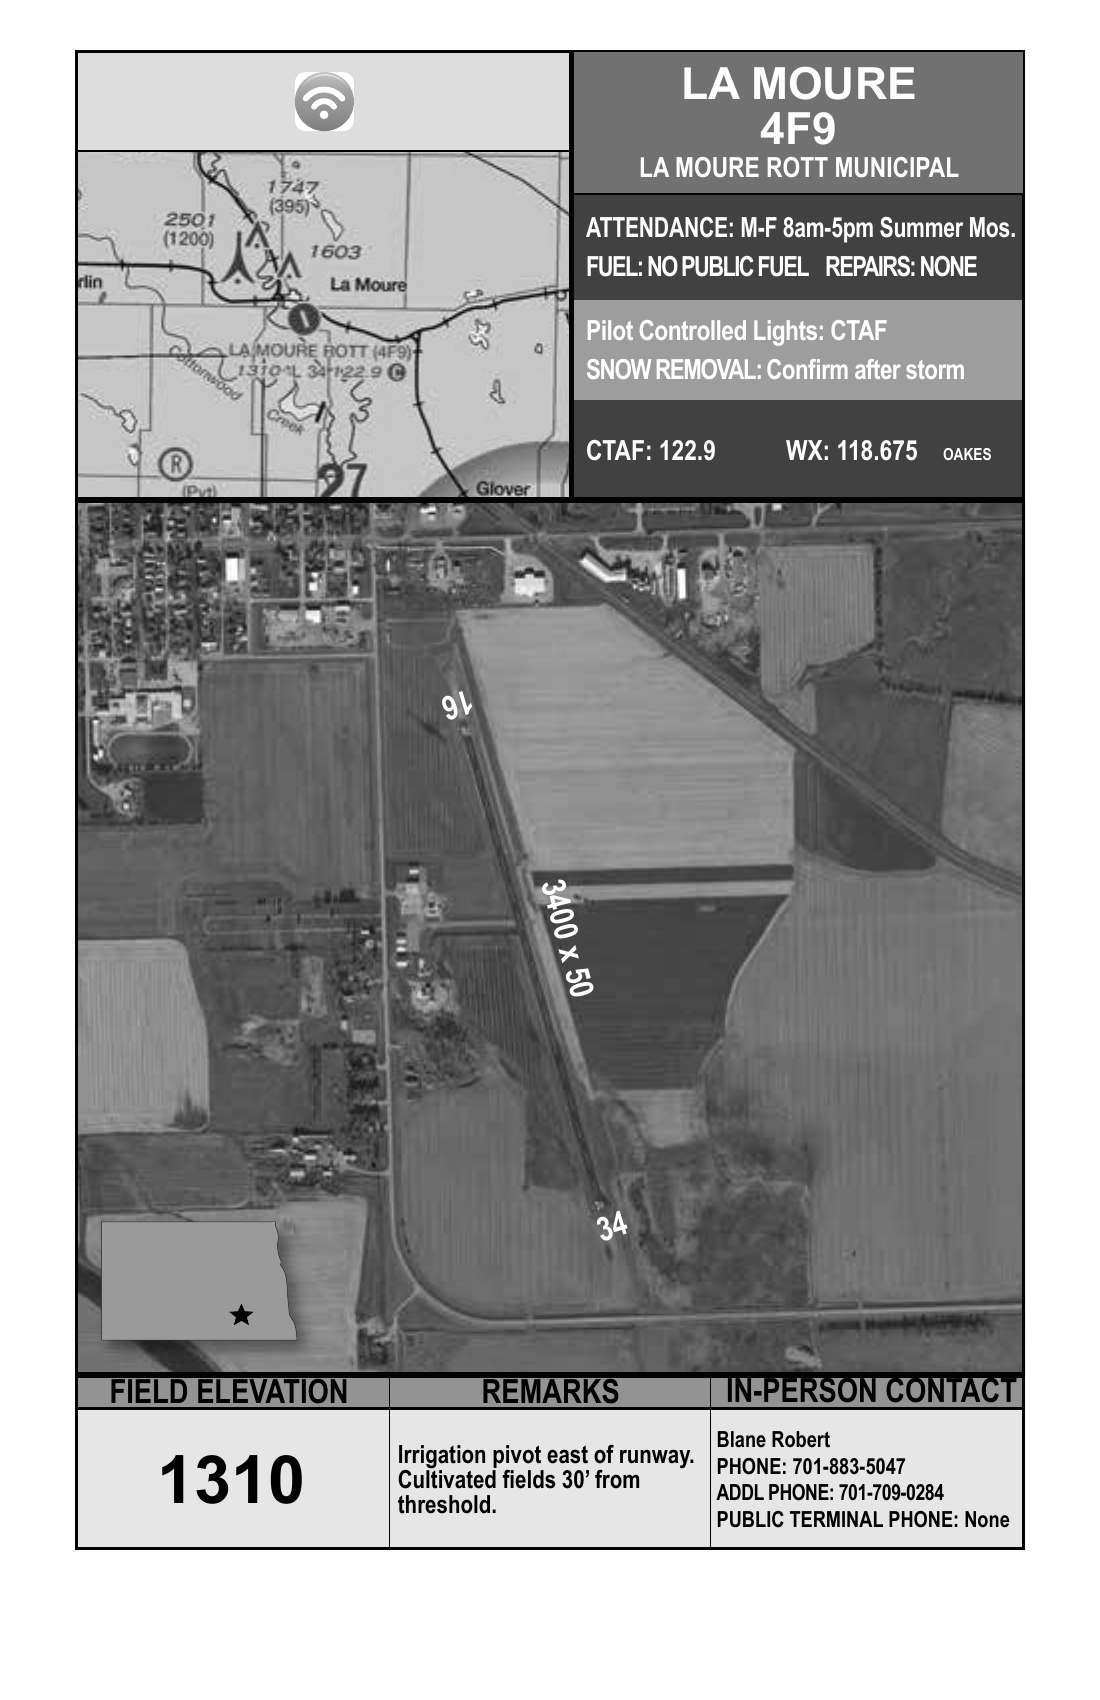 LA MOURE
4F9
LA MOURE ROTT MUNICIPAL
ATTENDANCE: M-F 8am-5pm Summer Mos.
FUEL: NO PUBLIC FUEL REPAIRS: NONE
Pilot Controlled Lights: CTAF
SNOW REMOVAL: Confirm after storm
CTAF: 122.9 WX: 118.675 OAKES
1747
(395)
2501
(1200)
1603
rlin
La Moure
LA MOURE ROTT (4F9)
1310 *L 34 122.9 C
Cottonwood
Creek
R
(Pvt)
27
Glover
16
3400 x 50
34
FIELD ELEVATION
1310
REMARKS
Irrigation pivot east of runway.
Cultivated fields 30’ from
threshold.
IN-PERSON CONTACT
Blane Robert
PHONE: 701-883-5047
ADDL PHONE: 701-709-0284
PUBLIC TERMINAL PHONE: None